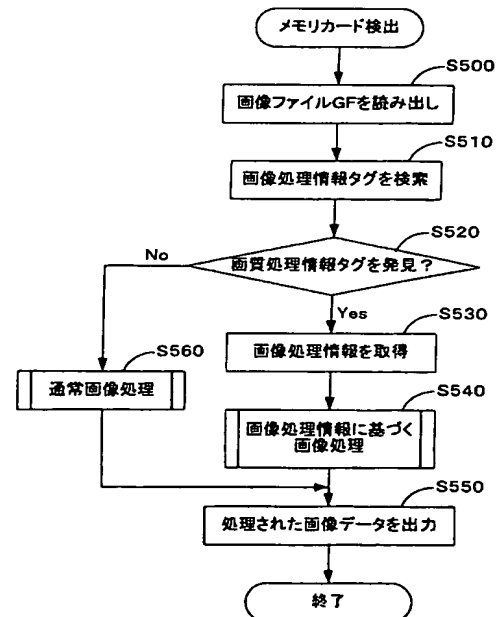 メモリカード検出
S500
画像ファイルGFを読み出し
S510
画像処理情報タグを検索
S520
画質処理情報タグを発見？
No
Yes
S530
画像処理情報を取得
S560
通常画像処理
S540
画像処理情報に基づく
画像処理
S550
処理された画像データを出力
終了